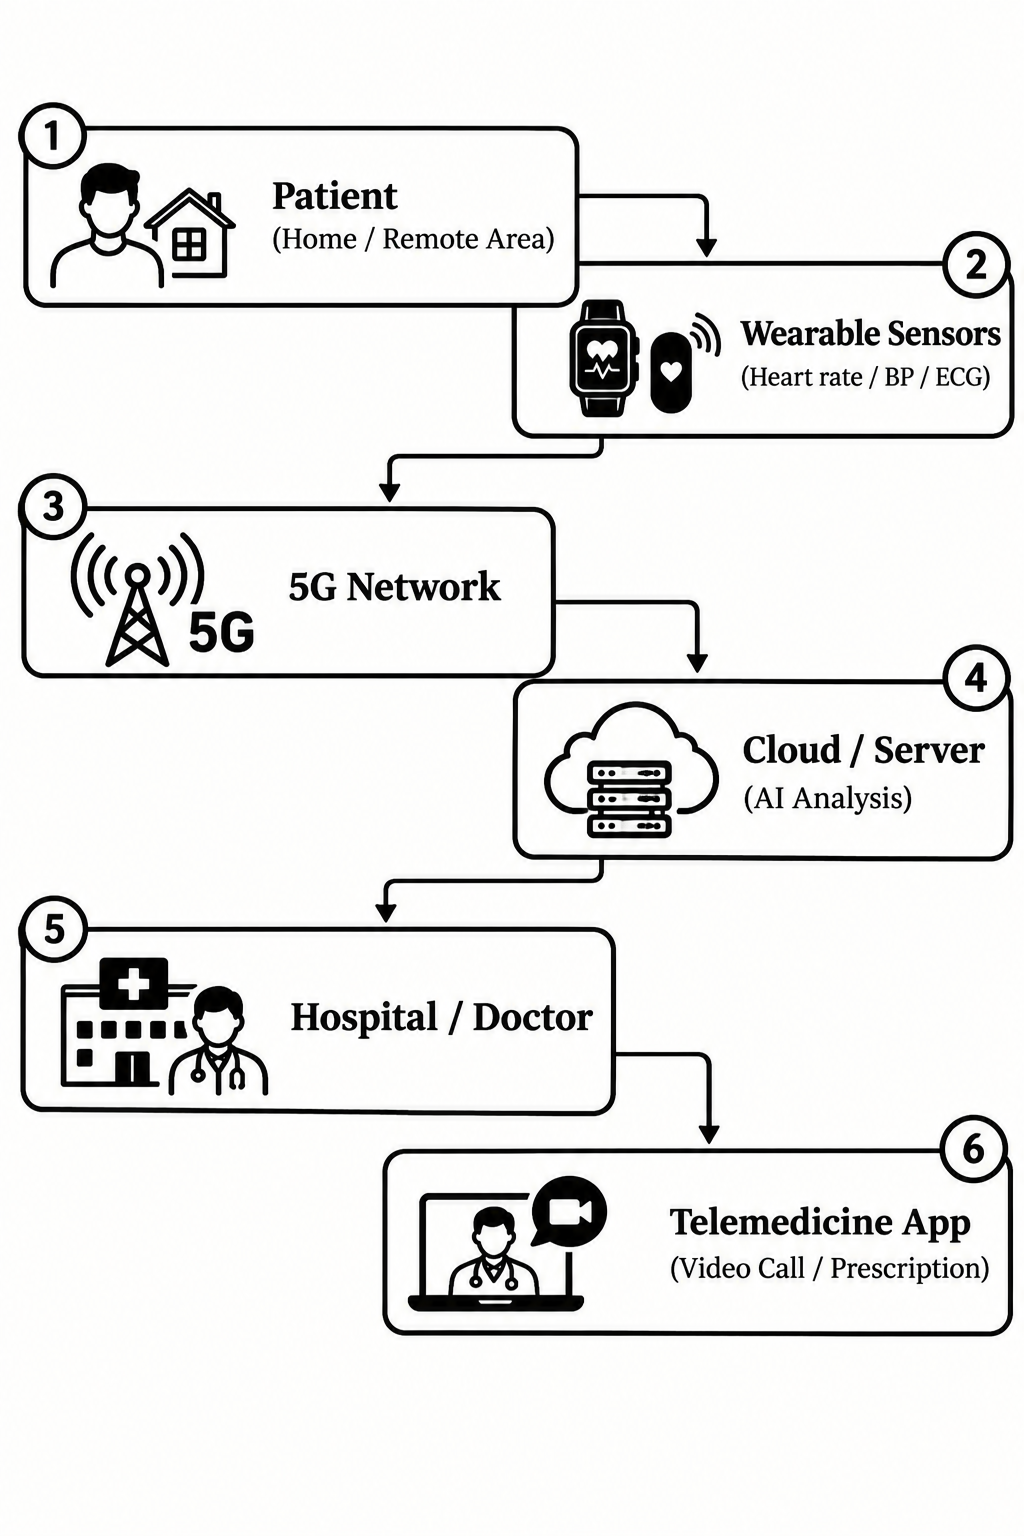 1
Patient
(Home / Remote Area)
2
Wearable Sensors
(Heart rate / BP / ECG)
3
5G
5G Network
4
Cloud / Server
(AI Analysis)
5
Hospital / Doctor
6
Telemedicine App
(Video Call / Prescription)